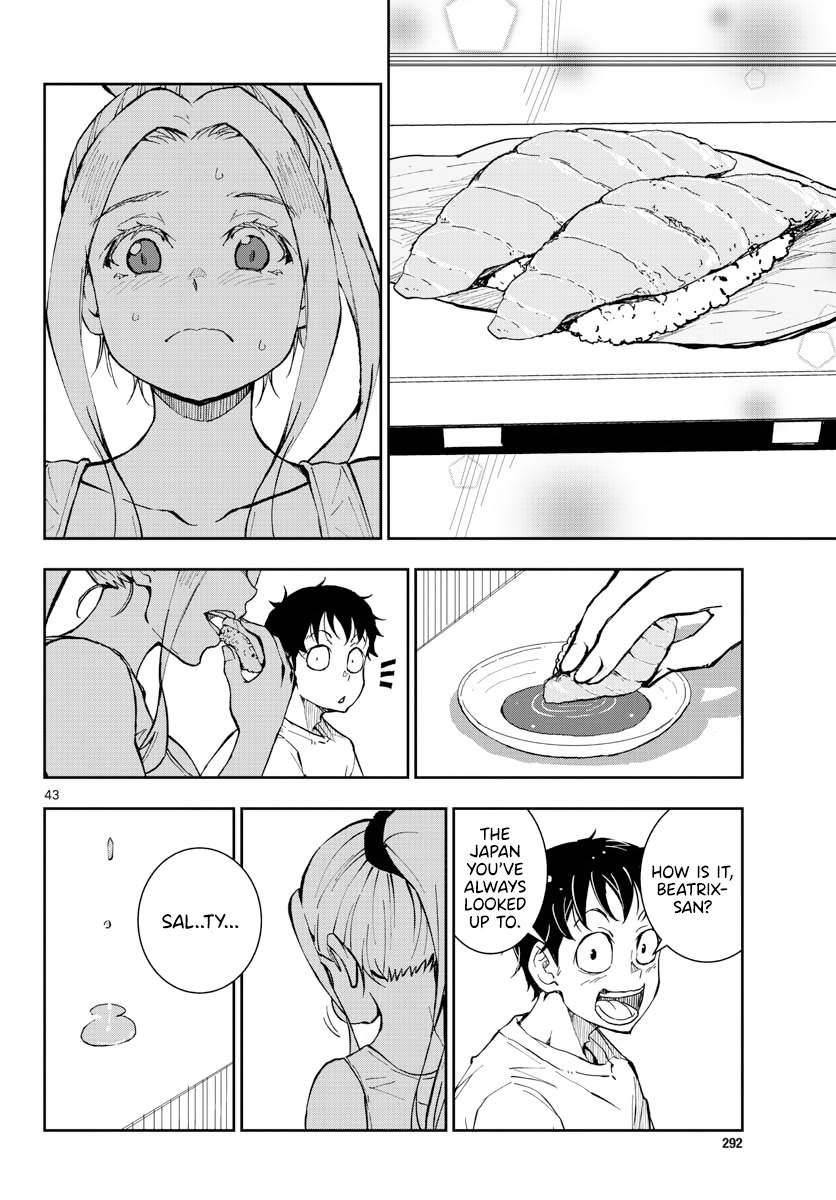 43
HOW IS IT,
BEATRIX-
SAN?
THE
JAPAN
YOU'VE
ALWAYS
LOOKED
UP TO.
SAL..TY...
292